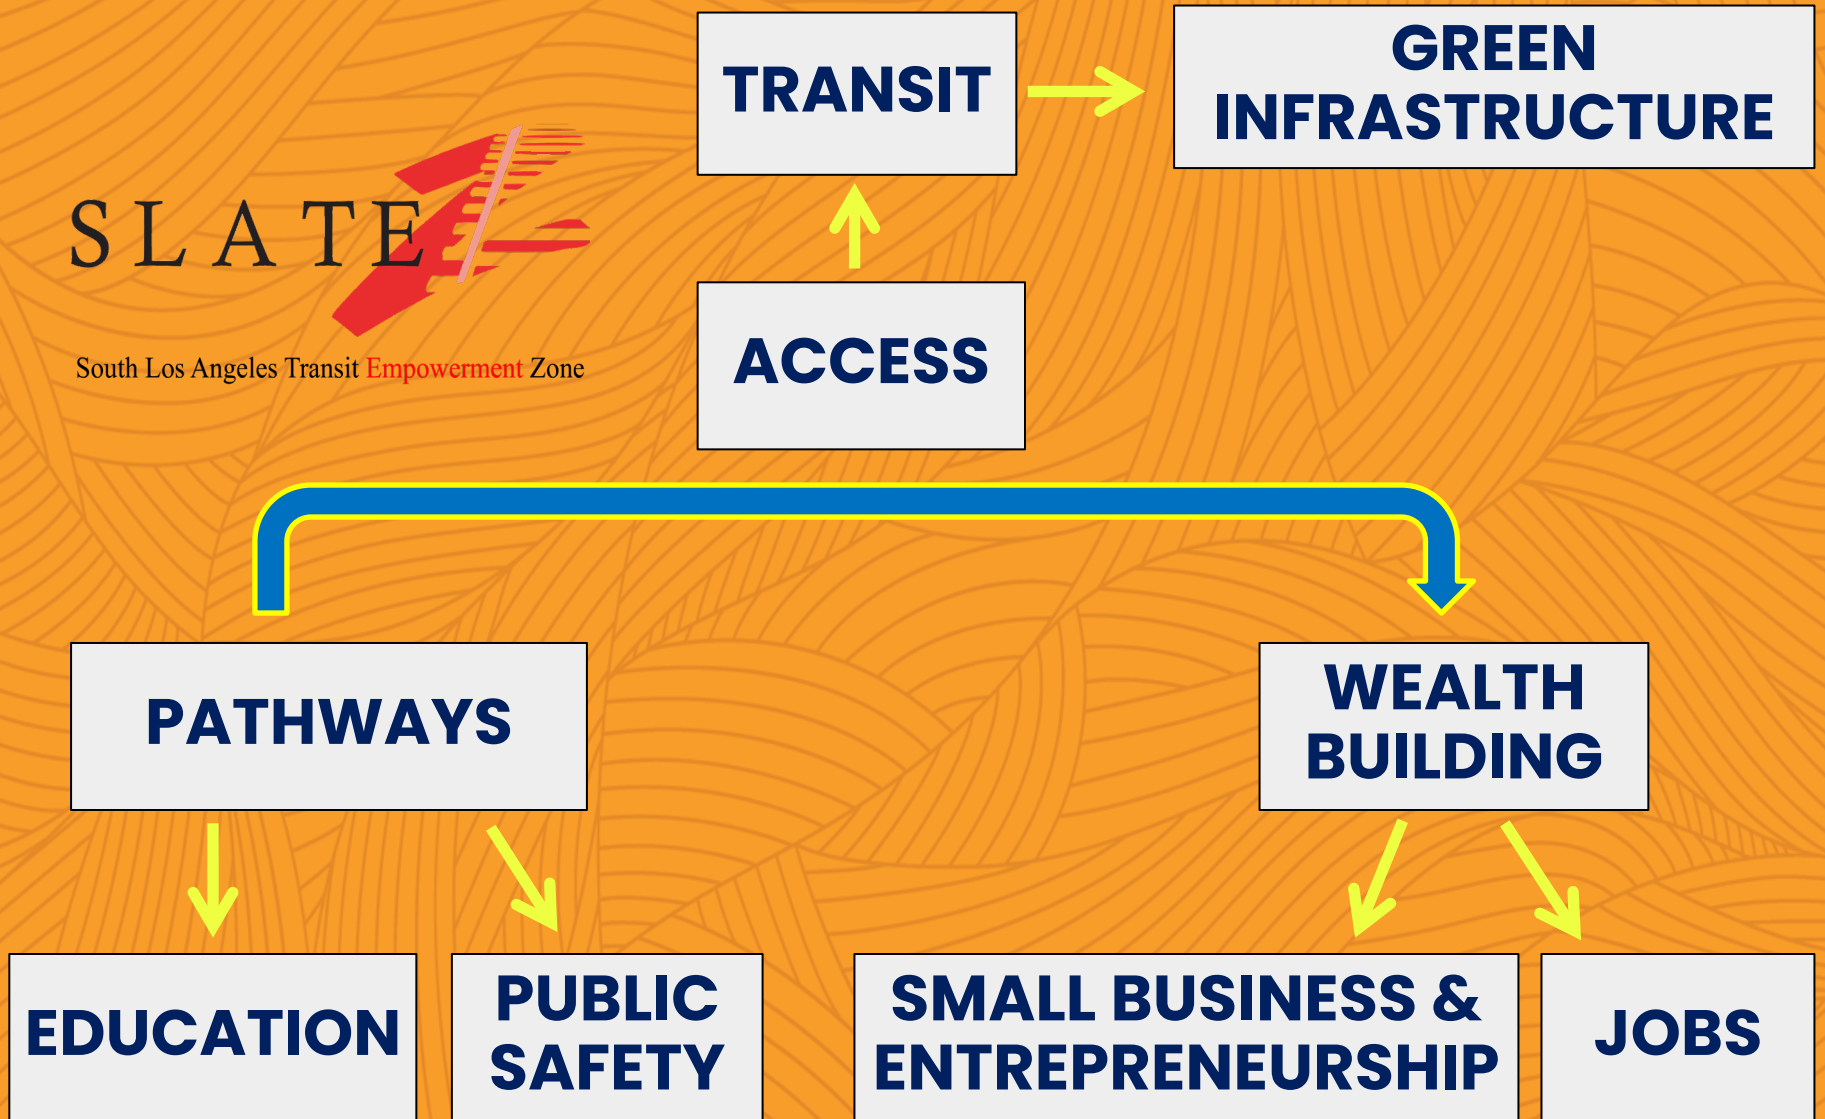 TRANSIT
GREEN
INFRASTRUCTURE
SLATE Z
South Los Angeles Transit Empowerment Zone
ACCESS
PATHWAYS
WEALTH
BUILDING
EDUCATION
PUBLIC
SAFETY
SMALL BUSINESS &
ENTREPRENEURSHIP
JOBS